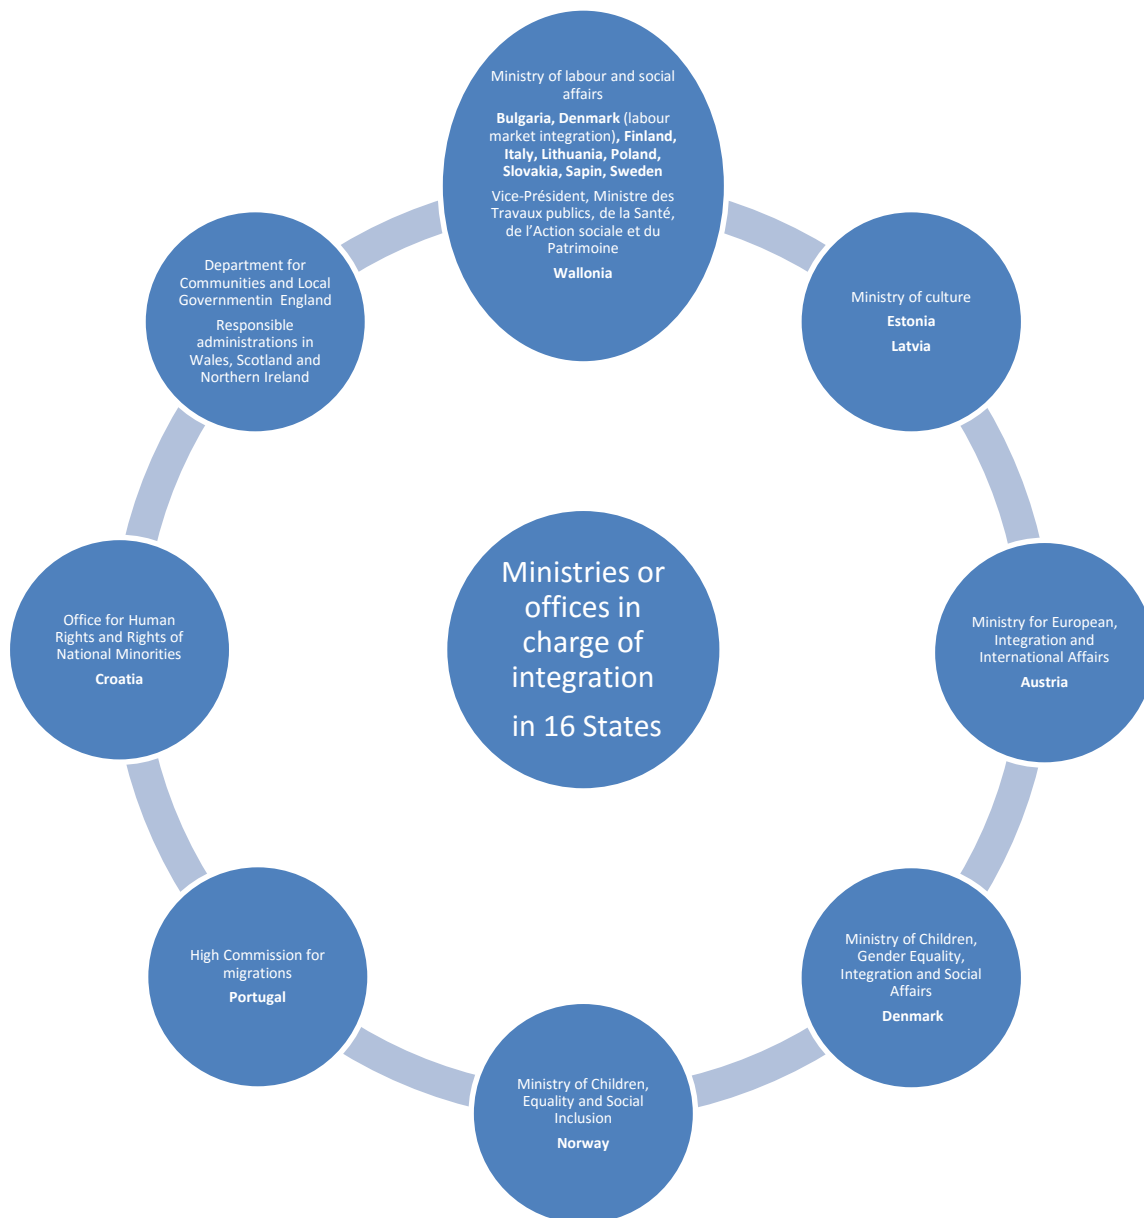 Ministry of labour and social
affairs
Bulgaria, Denmark (labour
market integration), Finland,
Italy, Lithuania, Poland,
Slovakia, Sapin, Sweden
Vice-Président, Ministre des
Travaux publics, de la Santé,
de l’Action sociale et du
Patrimoine
Wallonia
Ministry of culture
Estonia
Latvia
Ministry for European,
Integration and
International Affairs
Austria
Ministry of Children,
Gender Equality,
Integration and Social
Affairs
Denmark
Ministry of Children,
Equality and Social
Inclusion
Norway
High Commission for
migrations
Portugal
Office for Human
Rights and Rights of
National Minorities
Croatia
Department for
Communities and Local
Governmentin  England
Responsible
administrations in
Wales, Scotland and
Northern Ireland
Ministries or
offices in
charge of
integration
in 16 States